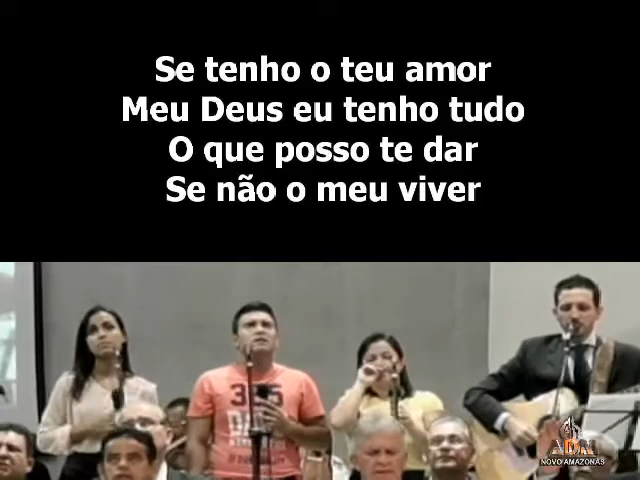 Se tenho o teu amor
Meu Deus eu tenho tudo
O que posso te dar
Se não o meu viver
NOVO AMAZONAS